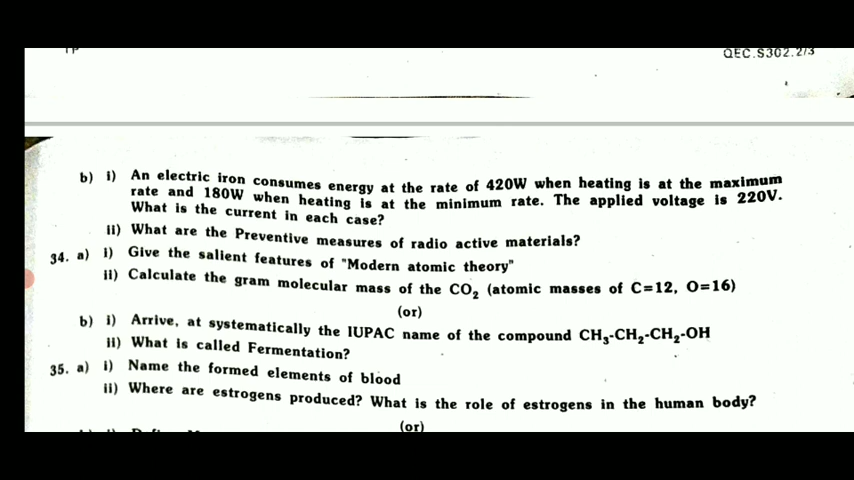 QEC.S302.2/3
b) i) An electric iron consumes energy at the rate of 420W when heating is at the maximum
rate and 180W when heating is at the minimum rate. The applied voltage is 220V.
What is the current in each case?
ii) What are the Preventive measures of radio active materials?
34. a) i) Give the salient features of "Modern atomic theory"
ii) Calculate the gram molecular mass of the CO₂ (atomic masses of C=12, O=16)
(or)
b) i) Arrive, at systematically the IUPAC name of the compound CH₃-CH₂-CH₂-OH
ii) What is called Fermentation?
35. a) i) Name the formed elements of blood
ii) Where are estrogens produced? What is the role of estrogens in the human body?
(or)